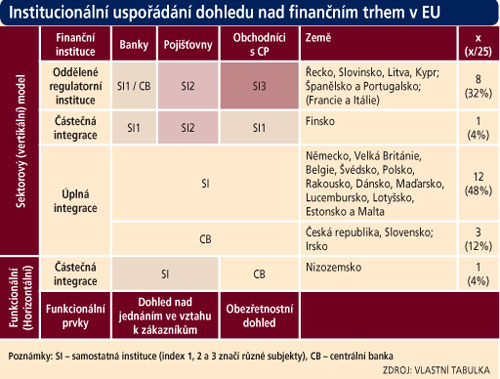 Institucionální uspořádání dohledu nad finančním trhem v EU
Finanční
instituce
Banky
Pojišťovny
Obchodníci
s CP
Země
x
(x/25)
Sektorový (vertikální) model
Oddělené
regulatorní
instituce
SI1 / CB
SI2
SI3
Řecko, Slovinsko, Litva, Kypr;
Španělsko a Portugalsko;
(Francie a Itálie)
8
(32%)
Částečná
integrace
SI1
SI2
SI1
Finsko
1
(4%)
Úplná
integrace
SI
Německo, Velká Británie,
Belgie, Švédsko, Polsko,
Rakousko, Dánsko, Maďarsko,
Lucembursko, Lotyšsko,
Estonsko a Malta
12
(48%)
CB
Česká republika, Slovensko;
Irsko
3
(12%)
Funkcionální
(Horizontální)
Částečná
integrace
SI
CB
Nizozemsko
1
(4%)
Funkcionální
prvky
Dohled nad
jednáním ve vztahu
k zákazníkům
Obezřetnostní
dohled
Poznámky: SI – samostatná instituce (index 1, 2 a 3 značí různé subjekty), CB – centrální banka
ZDROJ: VLASTNÍ TABULKA